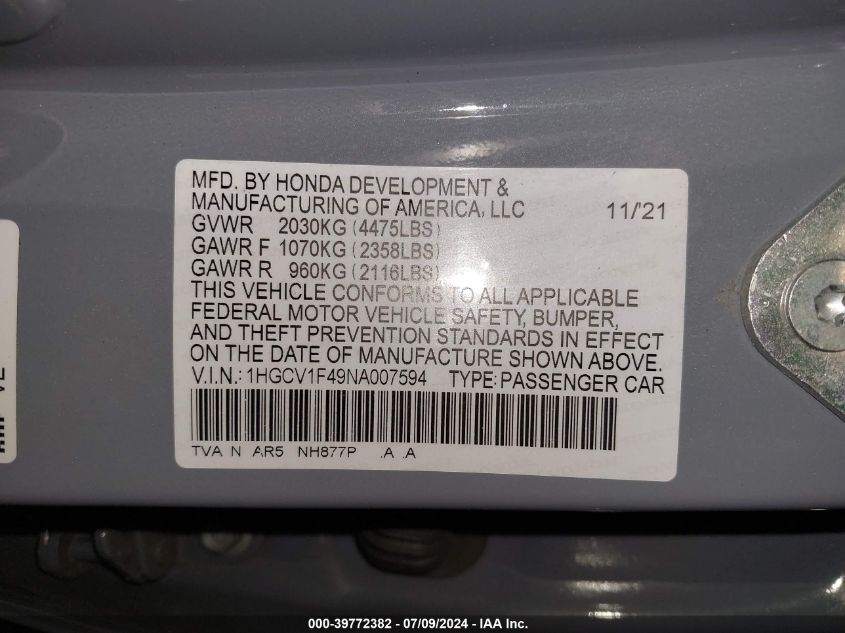 MFD. BY HONDA DEVELOPMENT &
MANUFACTURING OF AMERICA, LLC 11/'21
GVWR 2030KG (4475LBS)
GAWR F 1070KG (2358LBS)
GAWR R 960KG (2116LBS)
THIS VEHICLE CONFORMS TO ALL APPLICABLE
FEDERAL MOTOR VEHICLE SAFETY, BUMPER,
AND THEFT PREVENTION STANDARDS IN EFFECT
ON THE DATE OF MANUFACTURE SHOWN ABOVE.
V.I.N.: 1HGCV1F49NA007594 TYPE: PASSENGER CAR
TVA N AR5 NH877P .A .A
000-39772382 - 07/09/2024 - IAA Inc.